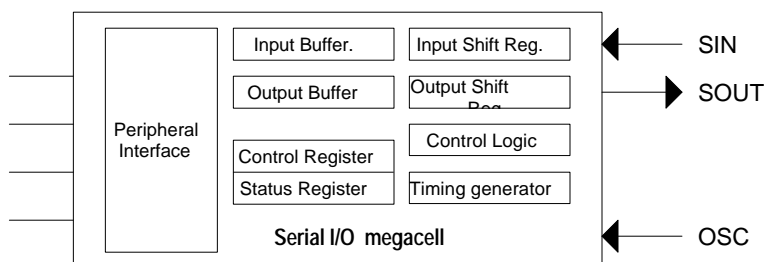 Input Buffer.
Input Shift Reg.
SIN
Output Buffer
Output Shift
Reg
SOUT
Peripheral
Interface
Control Logic
Control Register
Status Register
Timing generator
Serial I/O megacell
OSC